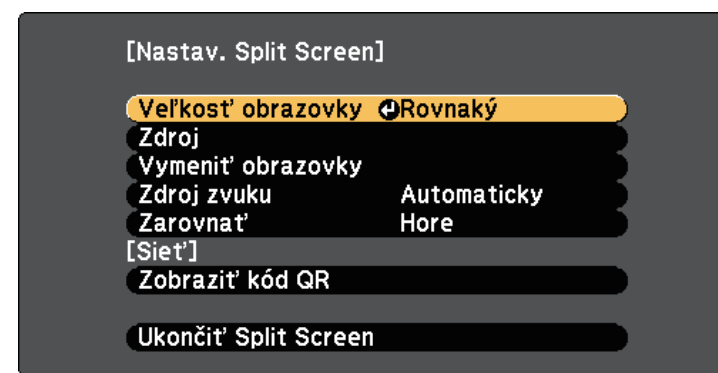 [Nastav. Split Screen]
Veľkosť obrazovky Rovnaký
Zdroj
Vymeniť obrazovky
Zdroj zvuku Automaticky
Zarovnať Hore
[Sieť]
Zobraziť kód QR
Ukončiť Split Screen